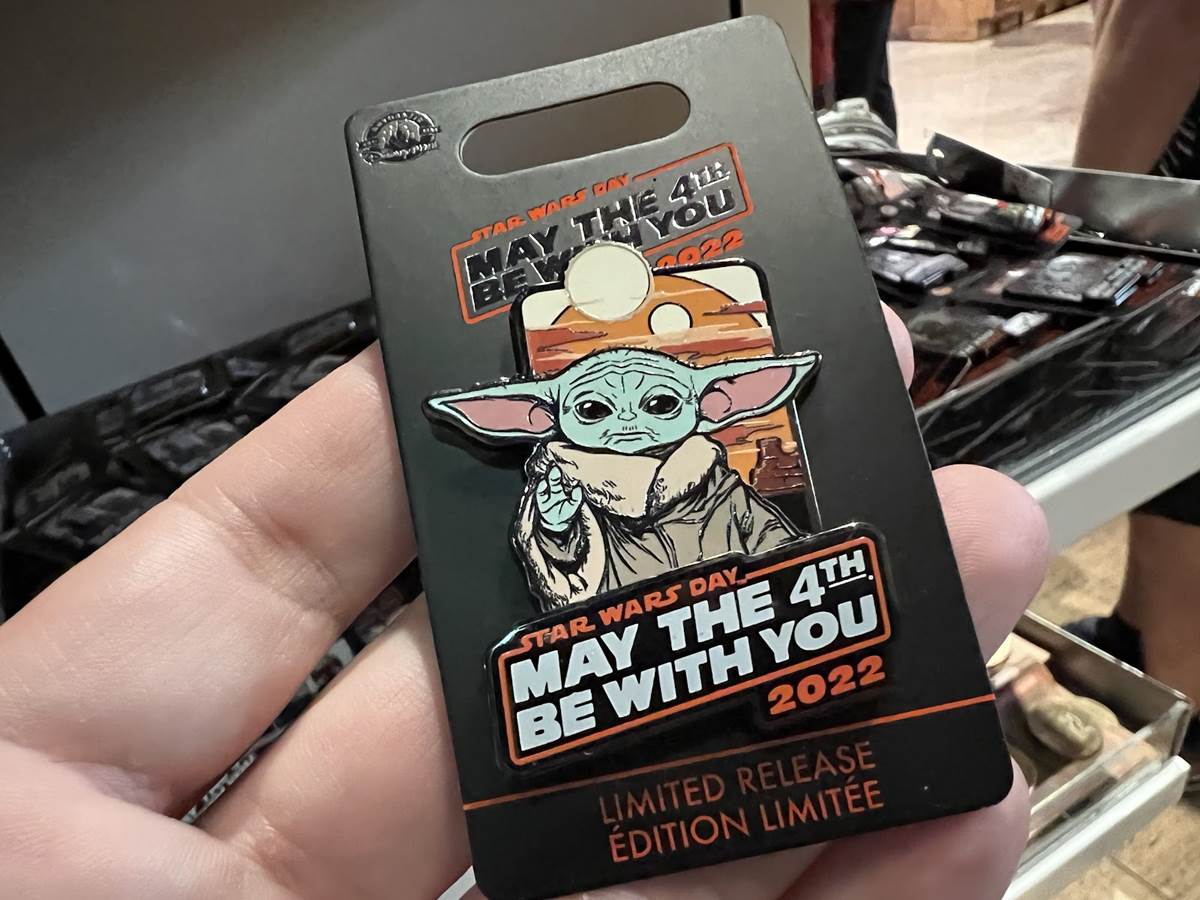 STAR WARS DAY
MAY THE 4TH
BE WITH YOU
2022
STAR WARS DAY
MAY THE 4TH
BE WITH YOU
2022
LIMITED RELEASE
ÉDITION LIMITÉE